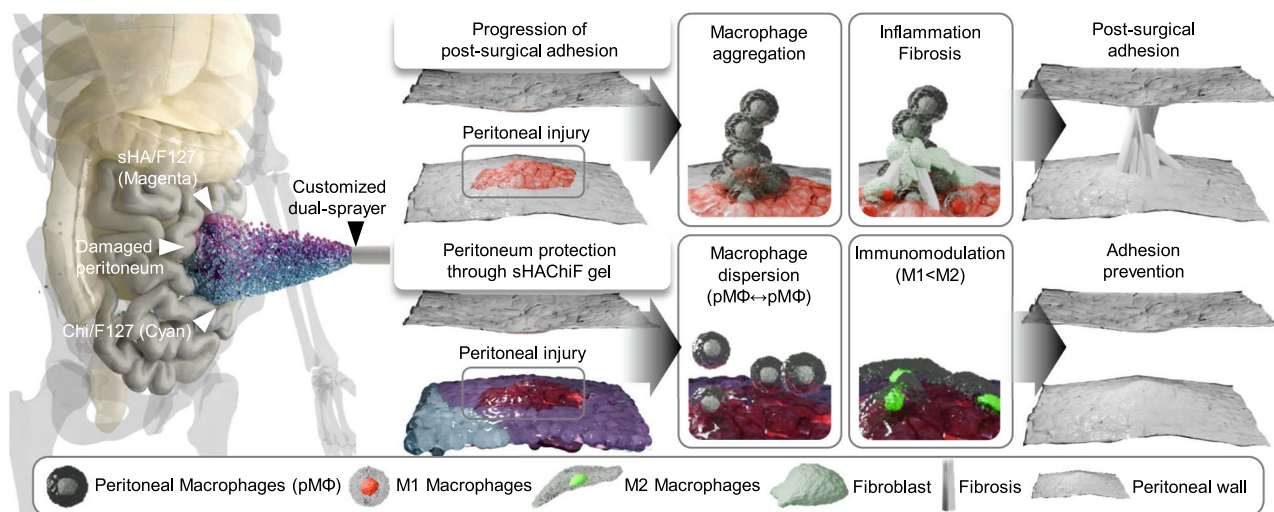 sHA/F127
(Magenta)
Customized
dual-sprayer
Damaged
peritoneum
Chi/F127 (Cyan)
Progression of
post-surgical adhesion
Peritoneal injury
Macrophage
aggregation
Inflammation
Fibrosis
Post-surgical
adhesion
Peritoneum protection
through sHAChiF gel
Peritoneal injury
Macrophage
dispersion
(pMΦ↔pMΦ)
Immunomodulation
(M1<M2)
Adhesion
prevention
Peritoneal Macrophages (pMΦ)
M1 Macrophages
M2 Macrophages
Fibroblast
Fibrosis
Peritoneal wall